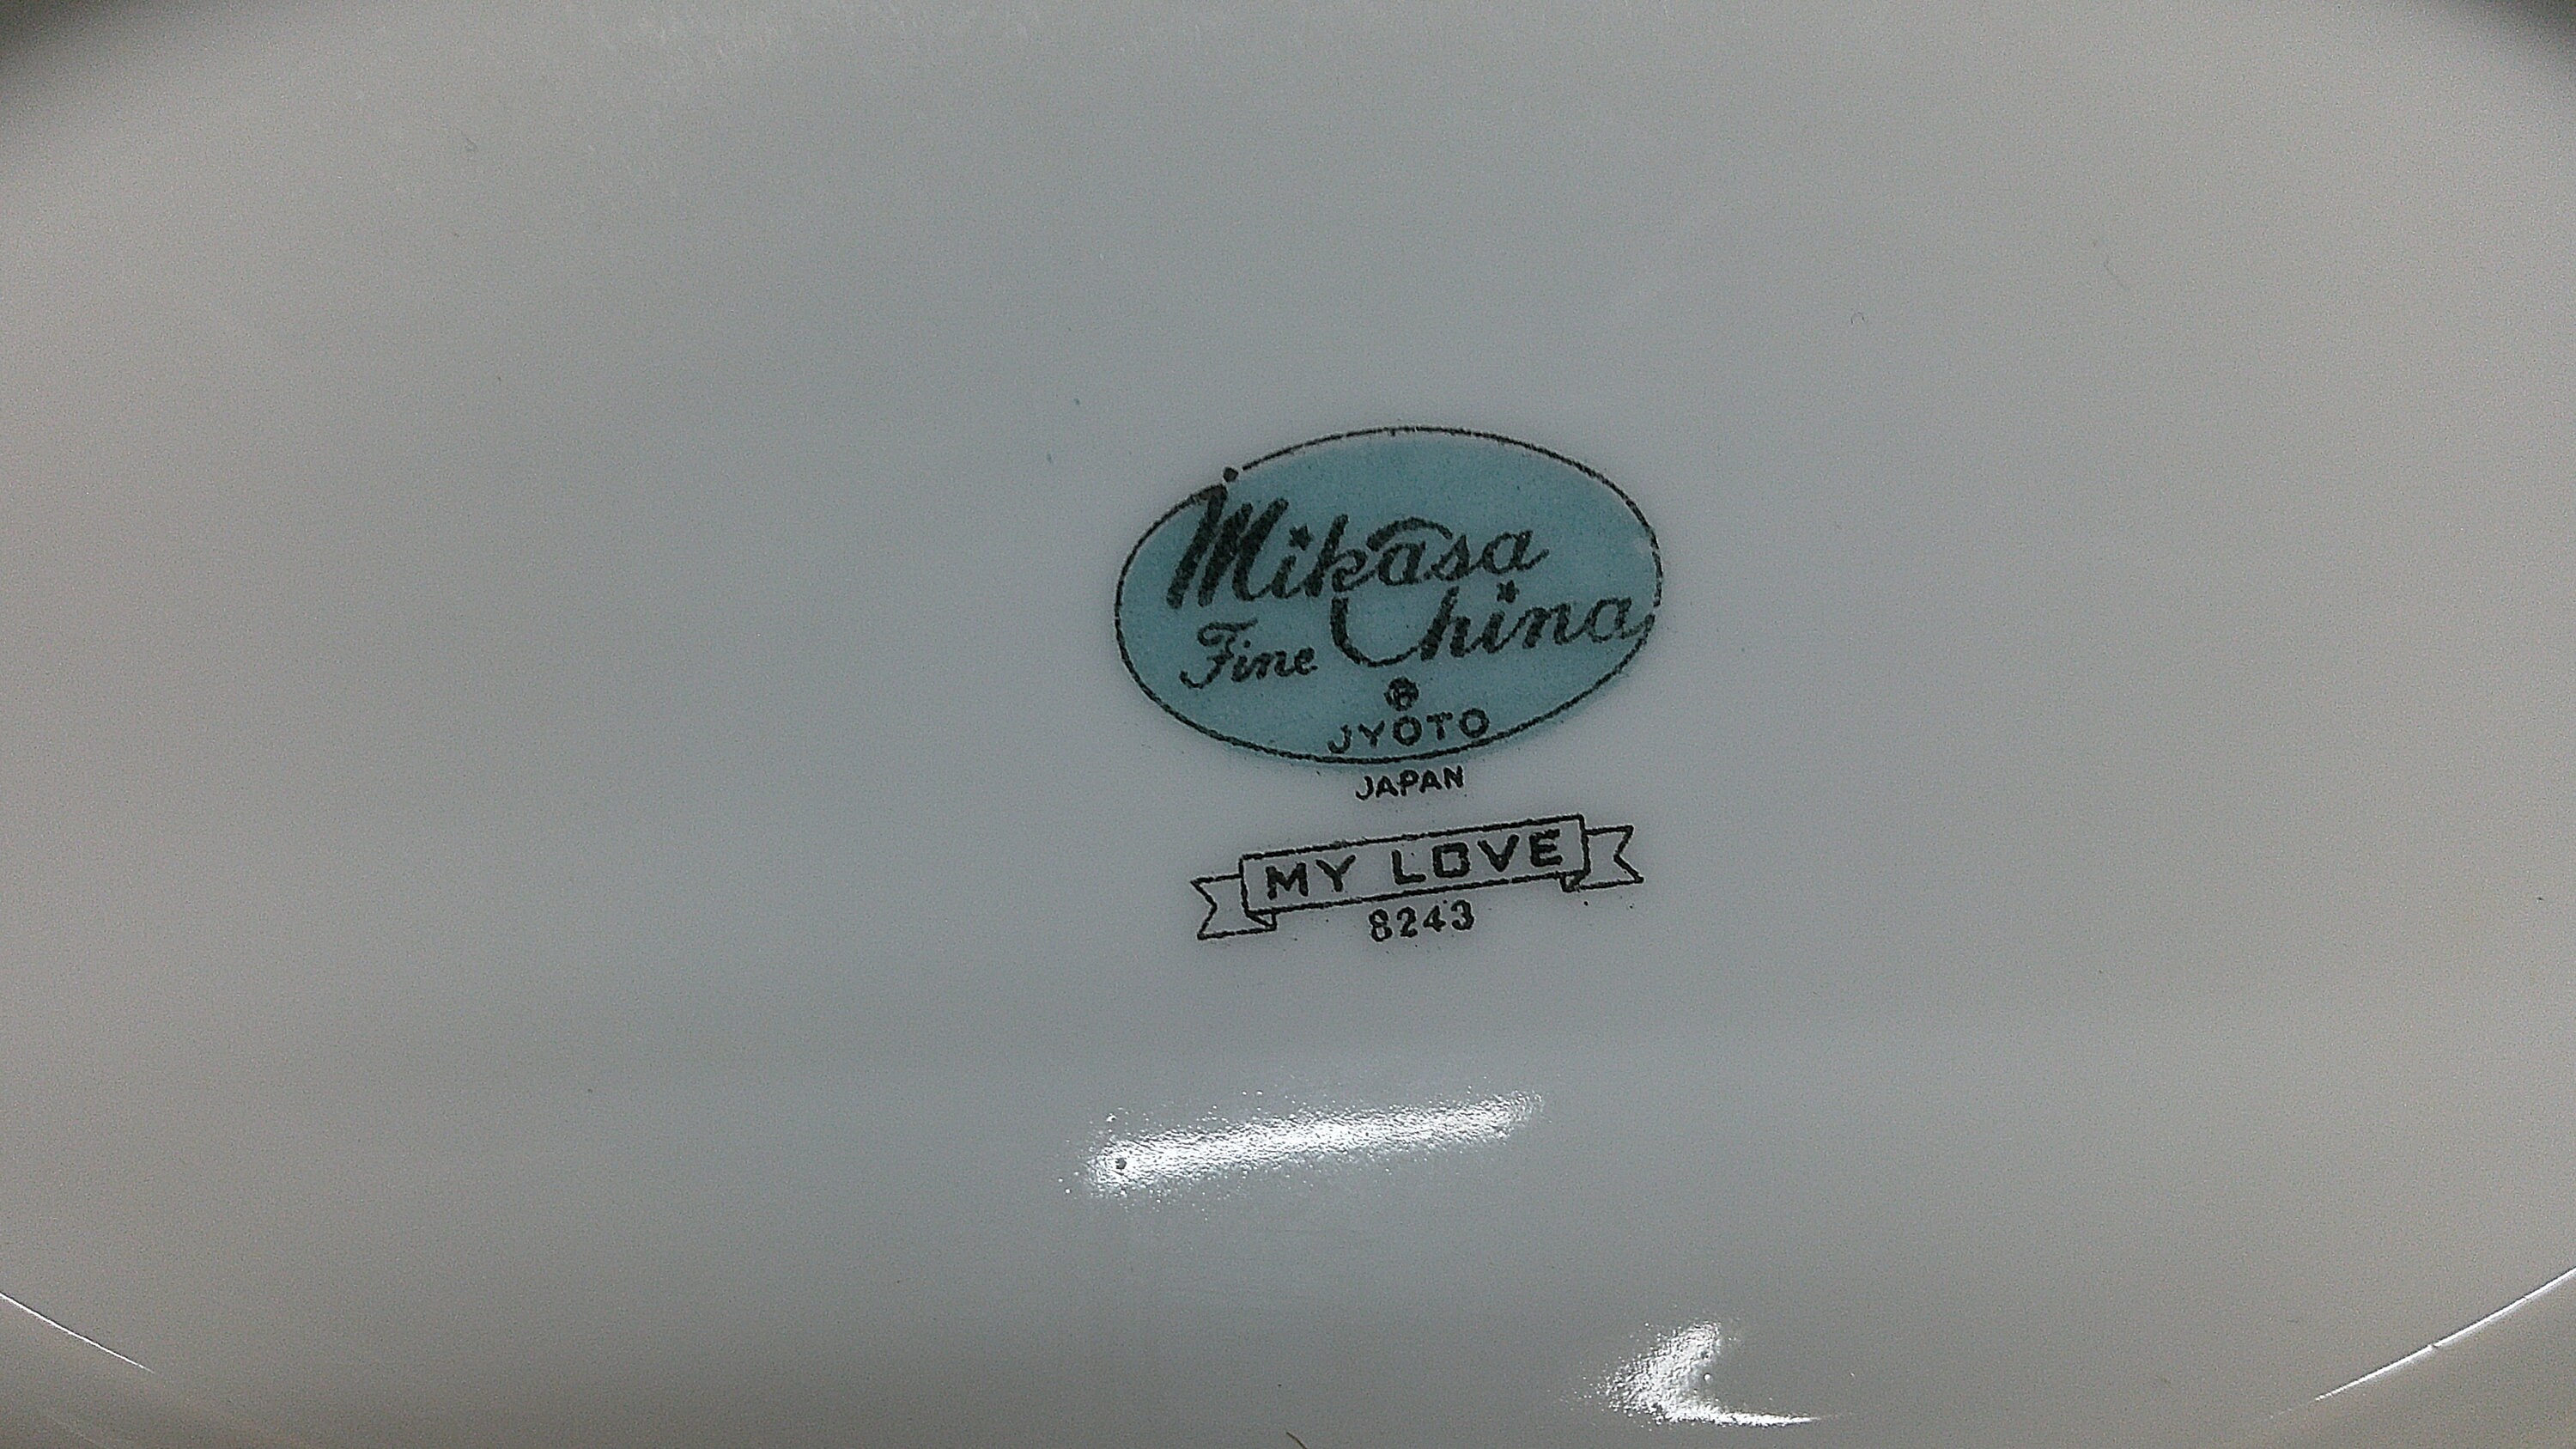 Mikasa
Fine China
JYOTO
JAPAN
MY LOVE
8243